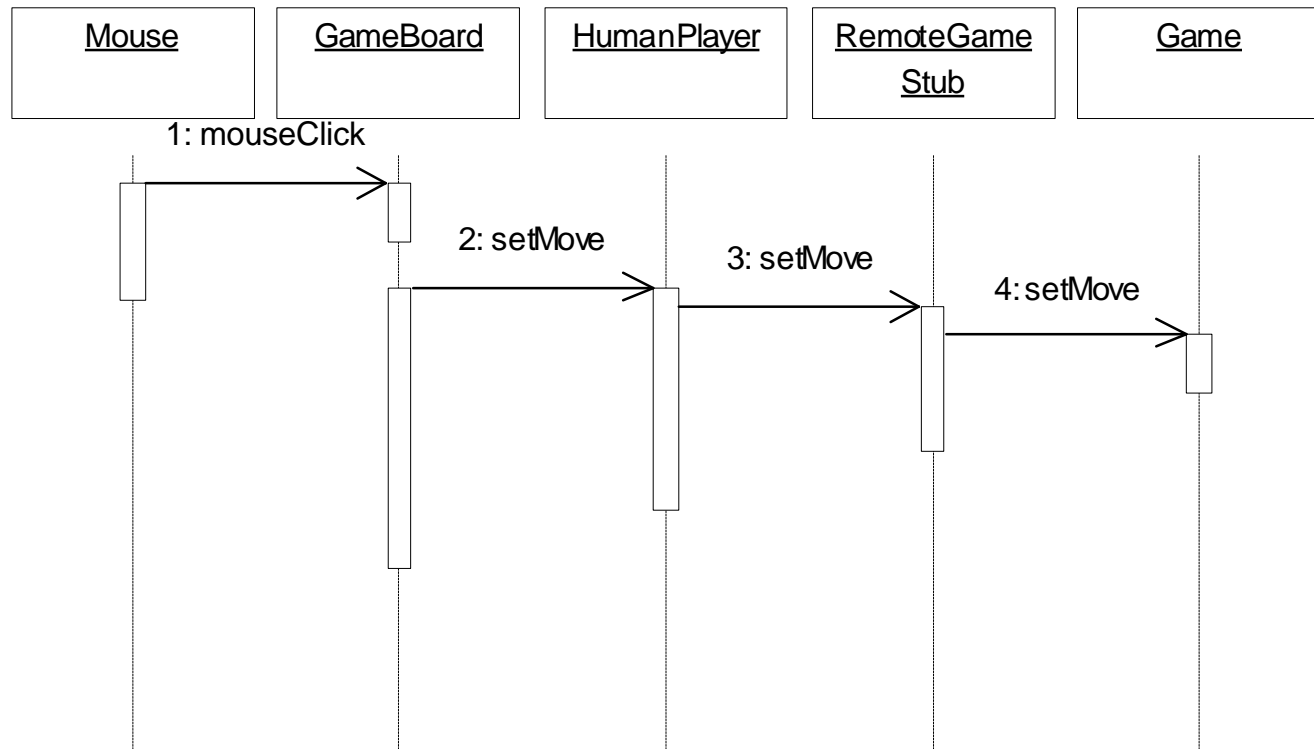 Mouse
GameBoard
HumanPlayer
RemoteGame
Stub
Game
1: mouseClick
2: setMove
3: setMove
4: setMove